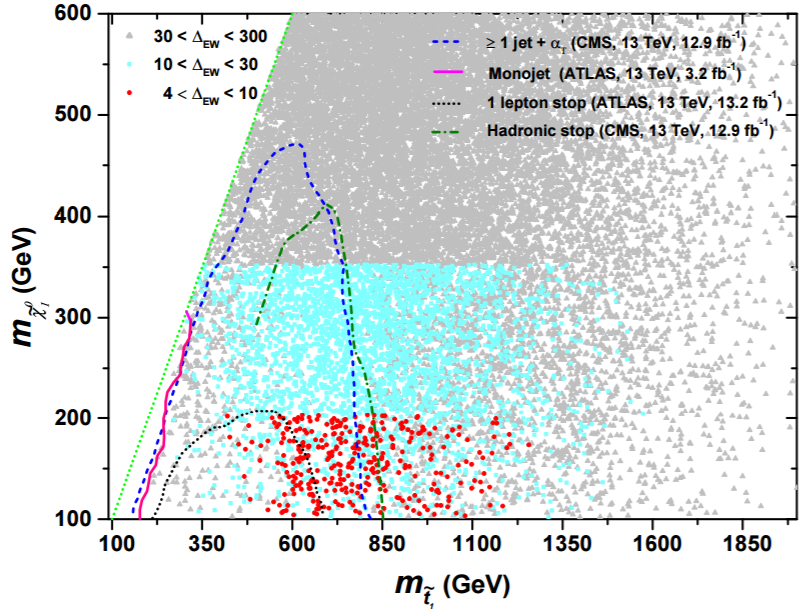 30 < Δ_EW < 300
10 < Δ_EW < 30
4 < Δ_EW < 10
≥ 1 jet + α_T (CMS, 13 TeV, 12.9 fb⁻¹)
Monojet (ATLAS, 13 TeV, 3.2 fb⁻¹)
1 lepton stop (ATLAS, 13 TeV, 13.2 fb⁻¹)
Hadronic stop (CMS, 13 TeV, 12.9 fb⁻¹)
600
500
400
300
200
100
m_χ̃₁⁰ (GeV)
100 350 600 850 1100 1350 1600 1850
m_t̃₁ (GeV)